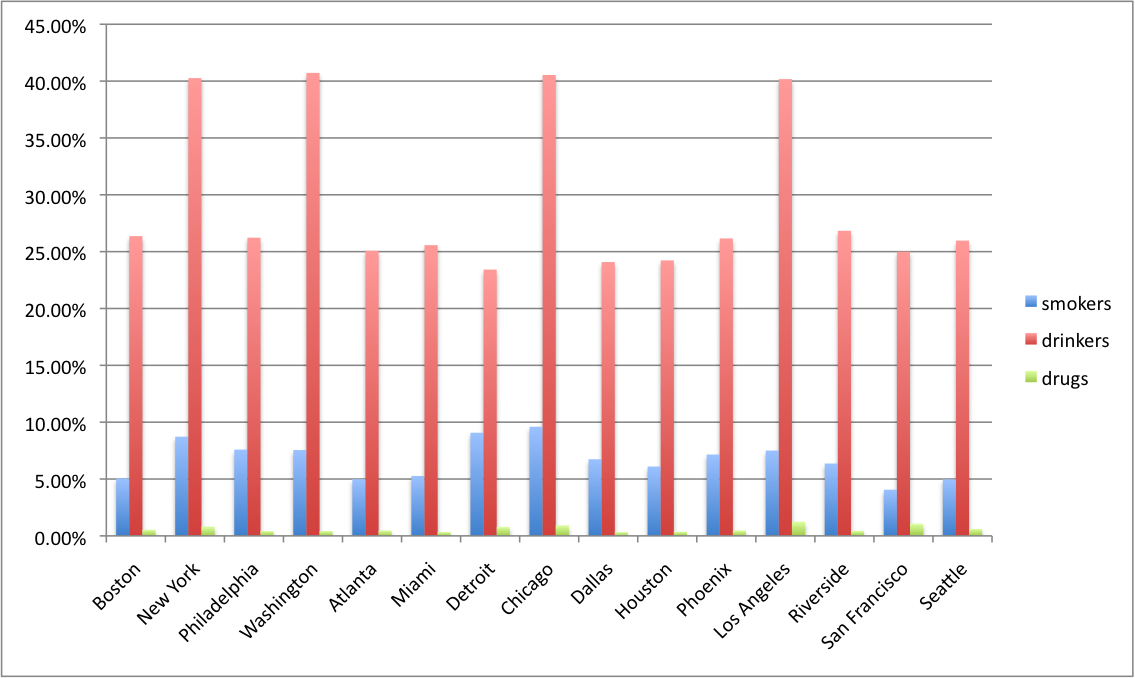 45.00%
40.00%
35.00%
30.00%
25.00%
20.00%
15.00%
10.00%
5.00%
0.00%
Boston
New York
Philadelphia
Washington
Atlanta
Miami
Detroit
Chicago
Dallas
Houston
Phoenix
Los Angeles
Riverside
San Francisco
Seattle
smokers
drinkers
drugs